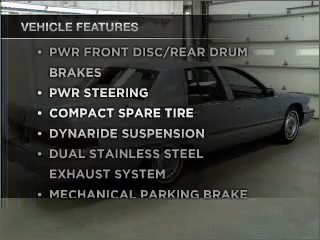 VEHICLE FEATURES
• PWR FRONT DISC/REAR DRUM
BRAKES
• PWR STEERING
• COMPACT SPARE TIRE
• DYNARIDE SUSPENSION
• DUAL STAINLESS STEEL
EXHAUST SYSTEM
• MECHANICAL PARKING BRAKE